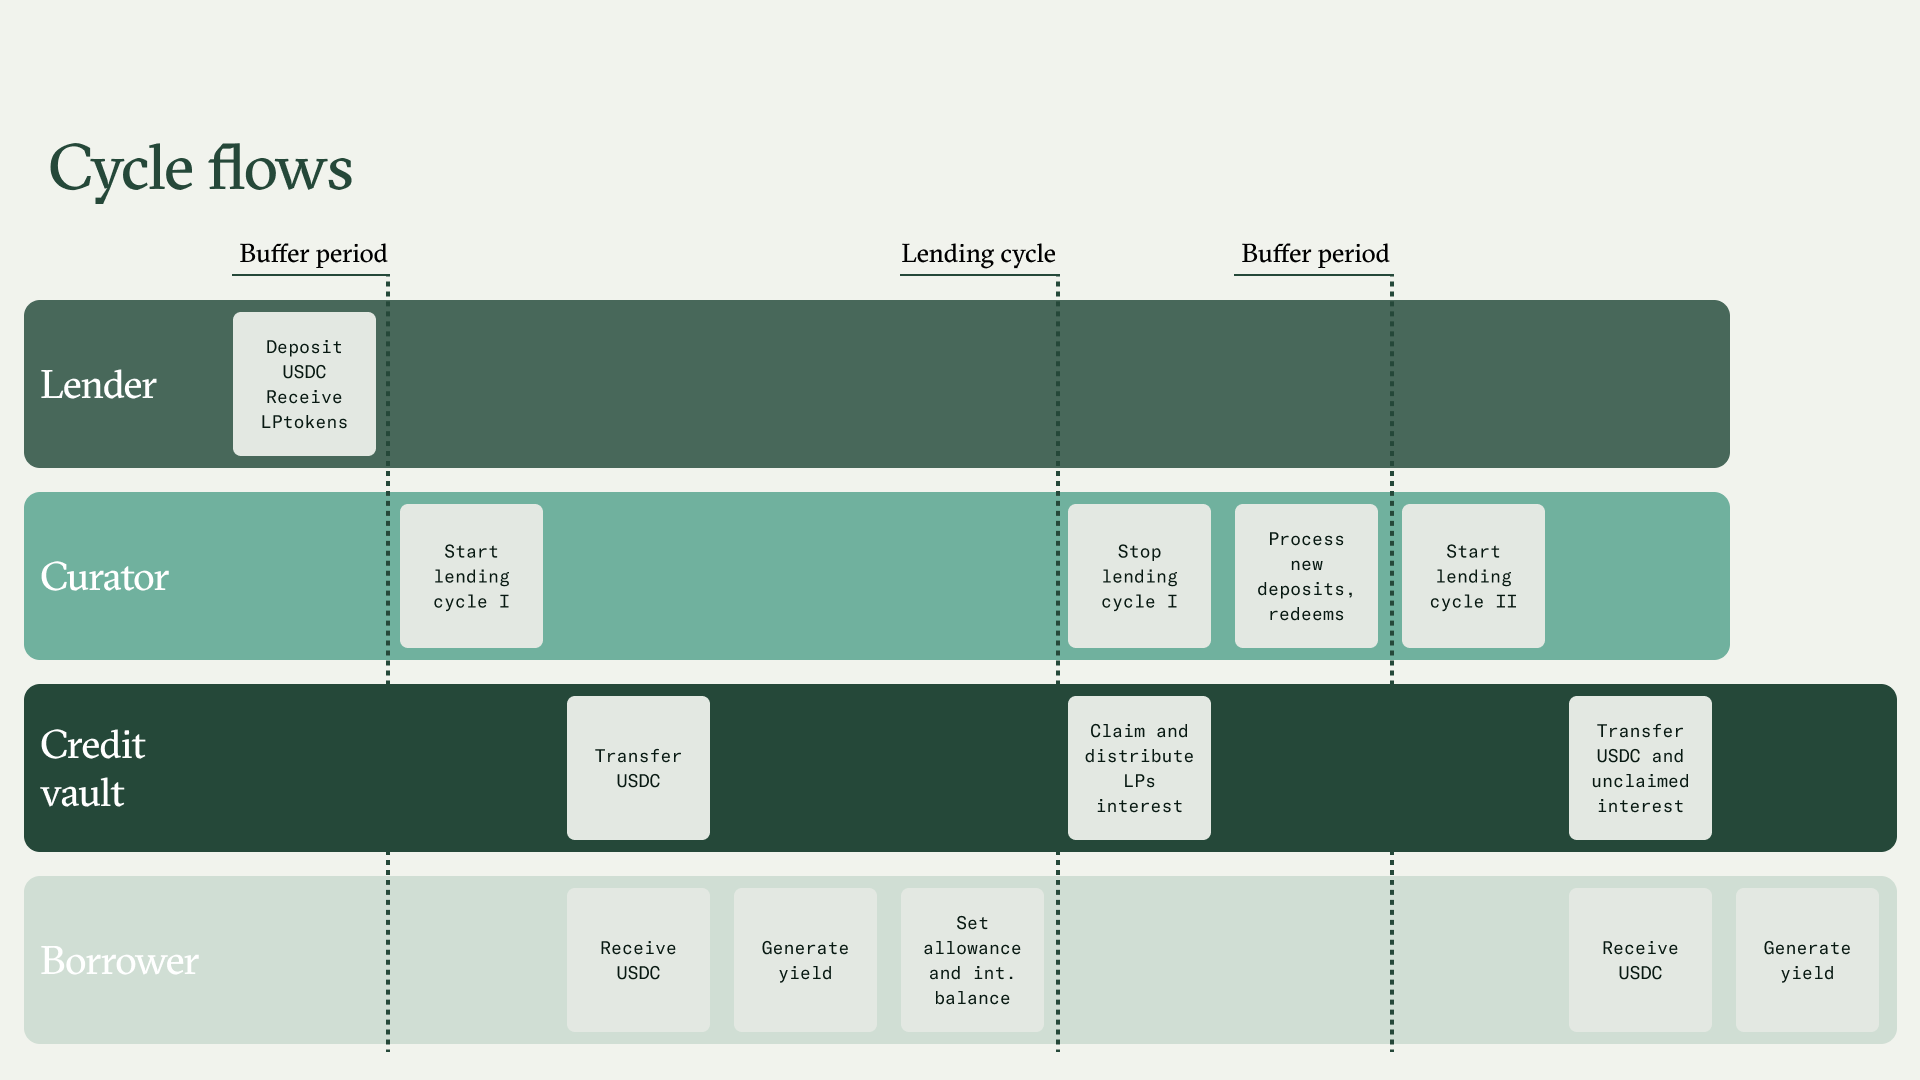 Cycle flows
Buffer period
Lending cycle
Buffer period
Lender
Deposit
USDC
Receive
LPtokens
Curator
Start
lending
cycle I
Stop
lending
cycle I
Process
new
deposits,
redeems
Start
lending
cycle II
Credit
vault
Transfer
USDC
Claim and
distribute
LPs
interest
Transfer
USDC and
unclaimed
interest
Borrower
Receive
USDC
Generate
yield
Set
allowance
and int.
balance
Receive
USDC
Generate
yield